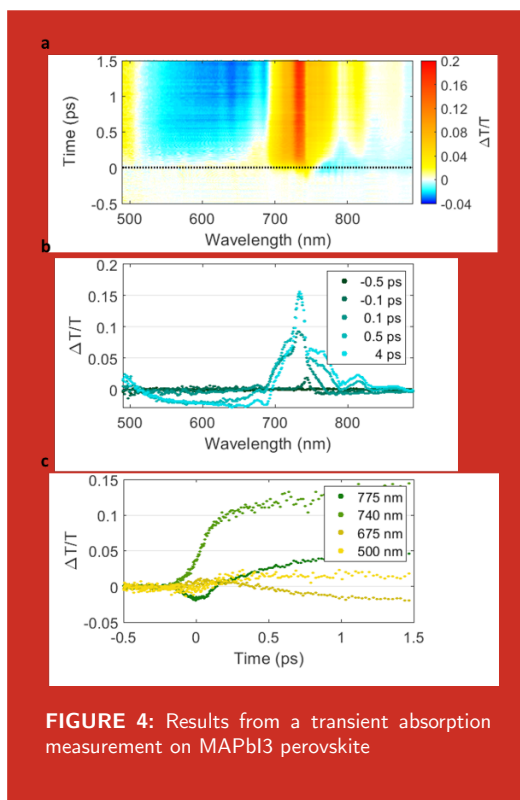 a
1.5
1
0.5
0
-0.5
Time (ps)
500 600 700 800
Wavelength (nm)
0.2
0.16
0.12
0.08
0.04
0
-0.04
ΔT/T
b
0.2
0.15
0.1
0.05
0
ΔT/T
-0.5 ps
-0.1 ps
0.1 ps
0.5 ps
4 ps
500 600 700 800
Wavelength (nm)
c
0.15
0.1
0.05
0
-0.05
ΔT/T
775 nm
740 nm
675 nm
500 nm
-0.5 0 0.5 1 1.5
Time (ps)
FIGURE 4: Results from a transient absorption
measurement on MAPbI3 perovskite